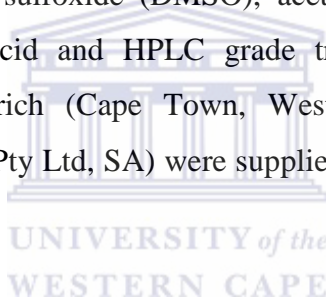 sulfoxide (DMSO), acet
cid and HPLC grade tr
rich (Cape Town, West
Pty Ltd, SA) were supplie
UNIVERSITY of the
WESTERN CAPE